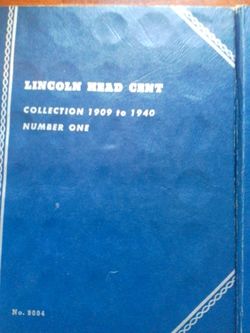 LINCOLN HEAD CENT
COLLECTION 1909 to 1940
NUMBER ONE
No. 9004